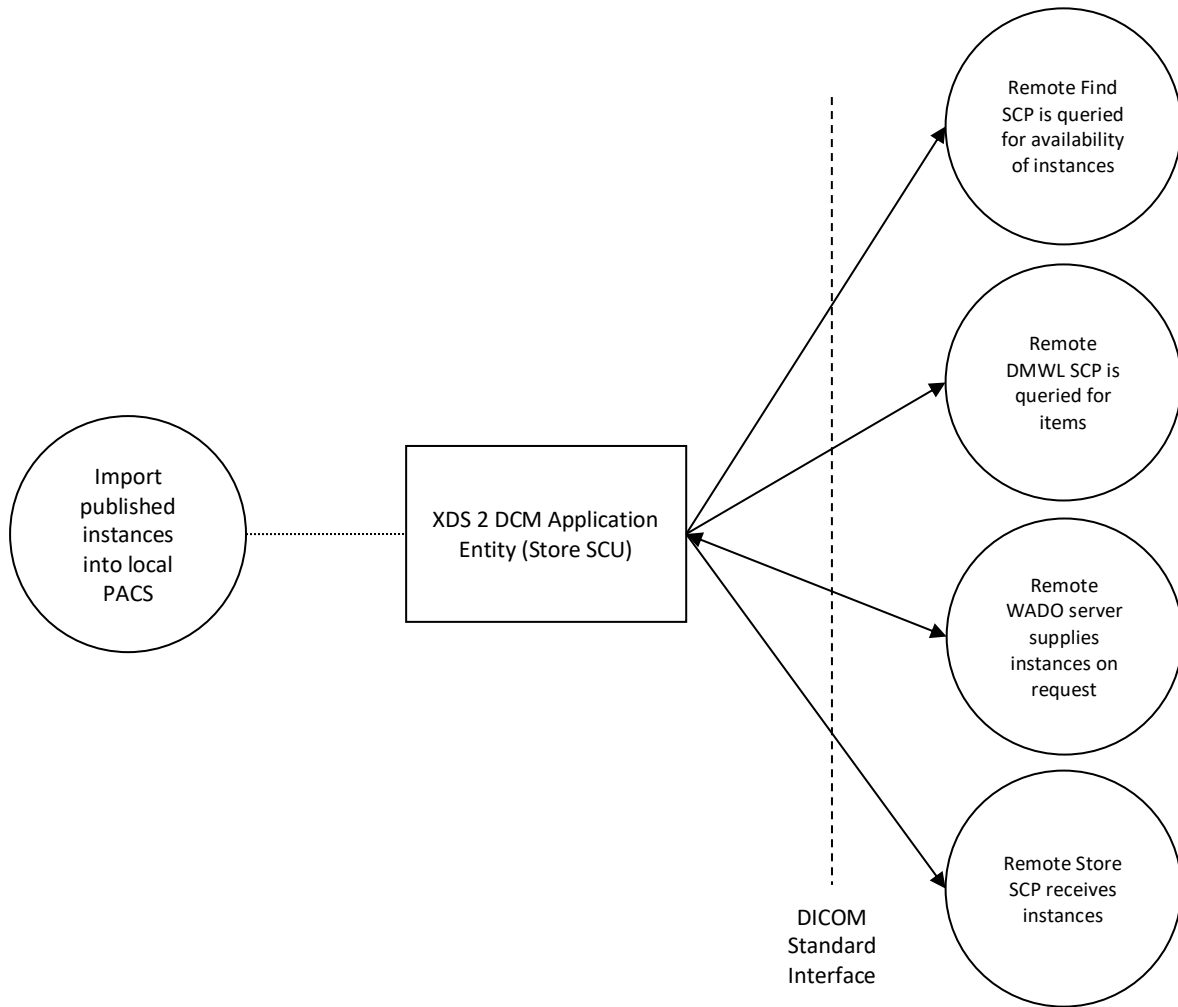 Import
published
instances
into local
PACS
XDS 2 DCM Application
Entity (Store SCU)
Remote Find
SCP is queried
for availability
of instances
Remote
DMWL SCP is
queried for
items
Remote
WADO server
supplies
instances on
request
Remote Store
SCP receives
instances
DICOM
Standard
Interface